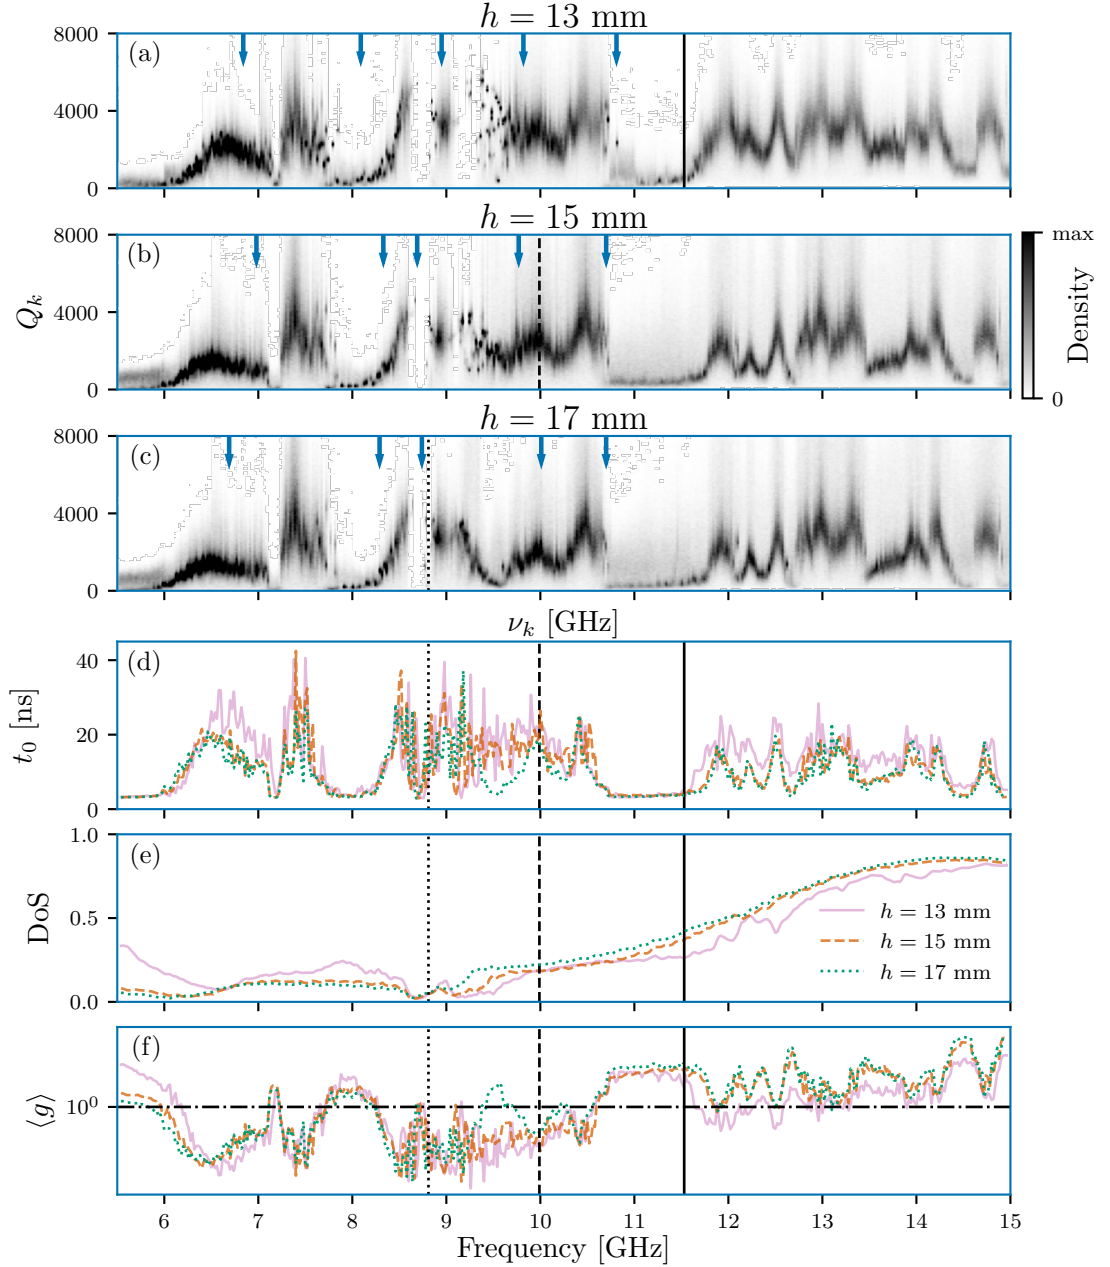 h = 13 mm
(a)
8000
4000
0
h = 15 mm
(b)
8000
4000
0
Q_k
max
Density
0
h = 17 mm
(c)
8000
4000
0
ν_k [GHz]
(d)
40
20
0
t_0 [ns]
(e)
1.0
0.5
0.0
DoS
h = 13 mm
h = 15 mm
h = 17 mm
(f)
10^0
⟨g⟩
6 7 8 9 10 11 12 13 14 15
Frequency [GHz]